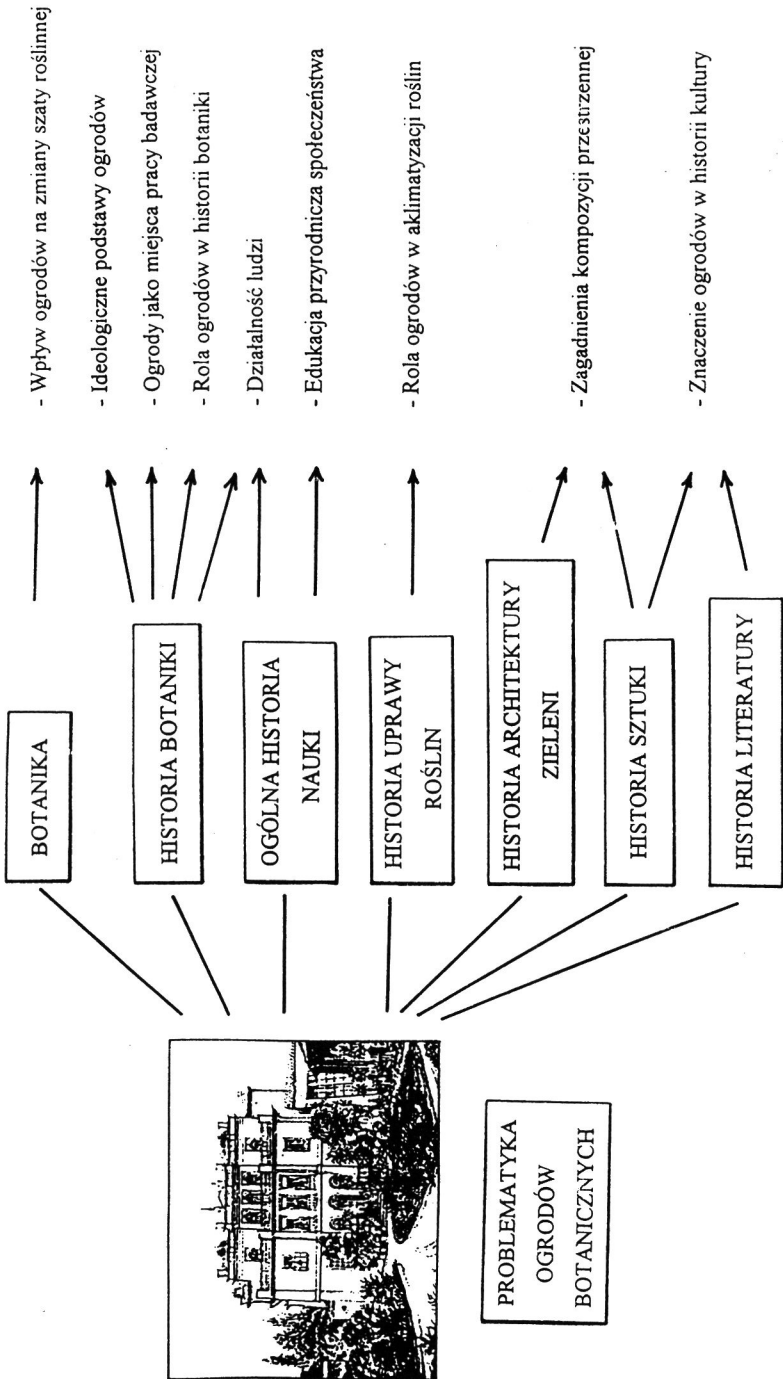 PROBLEMATYKA
OGRODÓW
BOTANICZNYCH
BOTANIKA
HISTORIA BOTANIKI
OGÓLNA HISTORIA
NAUKI
HISTORIA UPRAWY
ROŚLIN
HISTORIA ARCHITEKTURY
ZIELENI
HISTORIA SZTUKI
HISTORIA LITERATURY
- Wpływ ogrodów na zmiany szaty roślinnej
- Ideologiczne podstawy ogrodów
- Ogrody jako miejsca pracy badawczej
- Rola ogrodów w historii botaniki
- Działalność ludzi
- Edukacja przyrodnicza społeczeństwa
- Rola ogrodów w aklimatyzacji roślin
- Zagadnienia kompozycji przestrzennej
- Znaczenie ogrodów w historii kultury